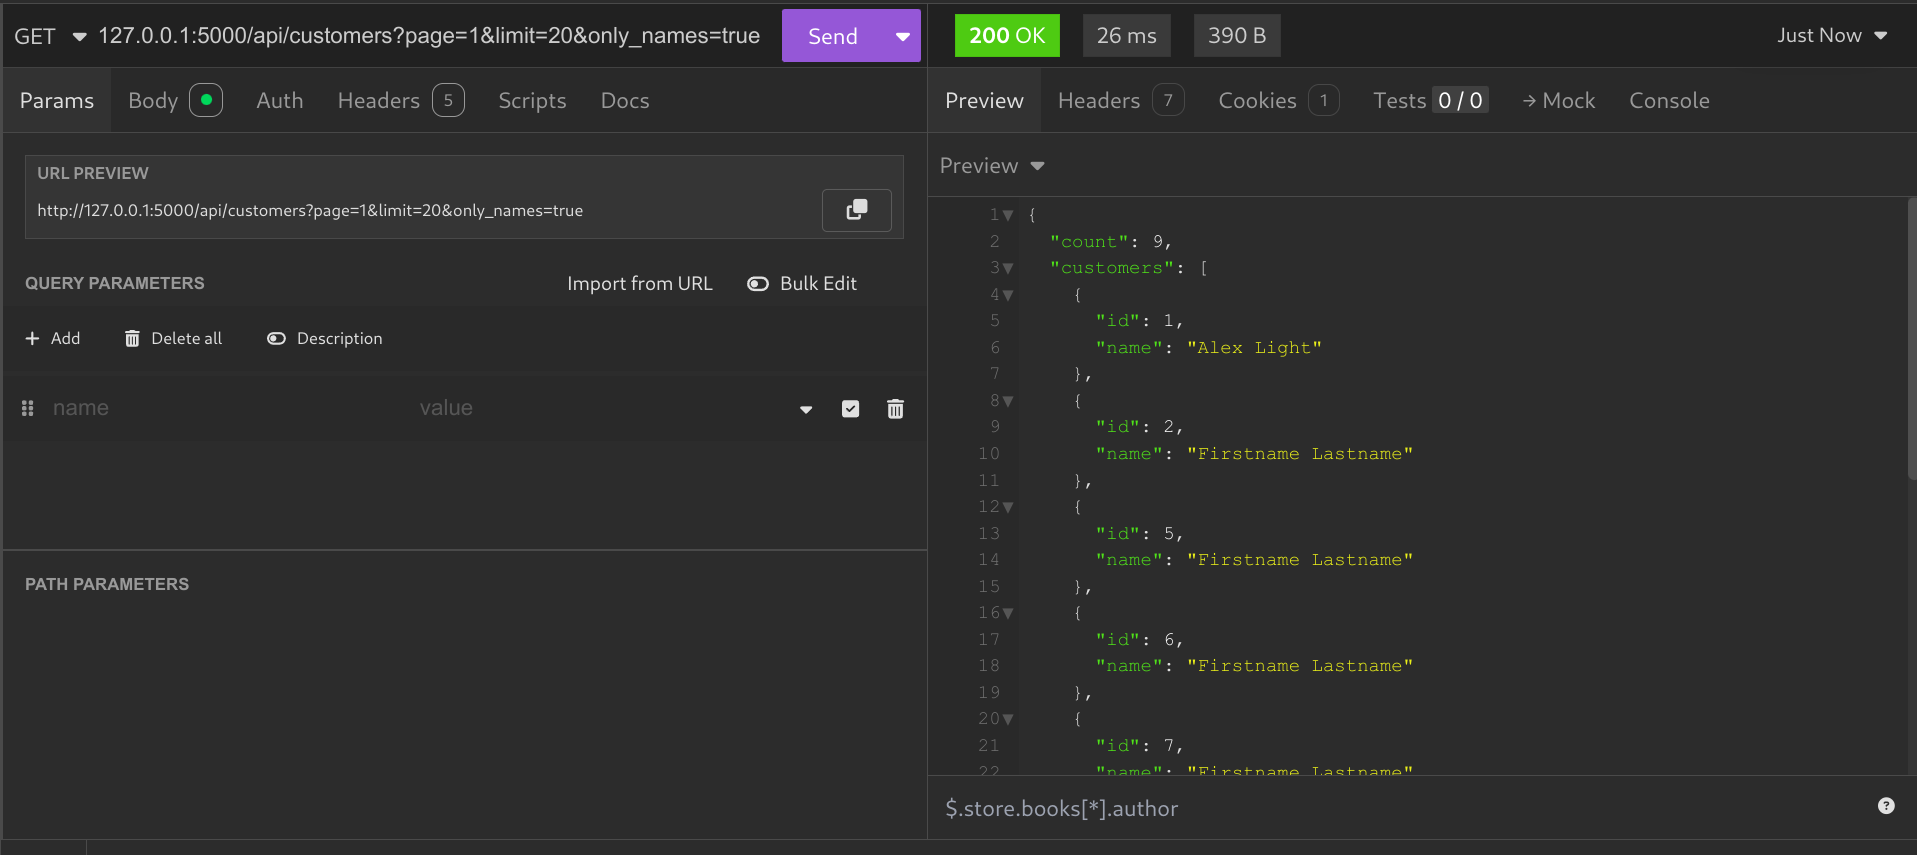 GET 127.0.0.1:5000/api/customers?page=1&limit=20&only_names=true Send
Params Body Auth Headers 5 Scripts Docs
URL PREVIEW
http://127.0.0.1:5000/api/customers?page=1&limit=20&only_names=true
QUERY PARAMETERS Import from URL Bulk Edit
+ Add Delete all Description
name value
PATH PARAMETERS
200 OK 26 ms 390 B Just Now
Preview Headers 7 Cookies 1 Tests 0 / 0 → Mock Console
Preview
1 {
2 "count": 9,
3 "customers": [
4 {
5 "id": 1,
6 "name": "Alex Light"
7 },
8 {
9 "id": 2,
10 "name": "Firstname Lastname"
11 },
12 {
13 "id": 5,
14 "name": "Firstname Lastname"
15 },
16 {
17 "id": 6,
18 "name": "Firstname Lastname"
19 },
20 {
21 "id": 7,
22 "name": "Firstname Lastname"
$.store.books[*].author ?